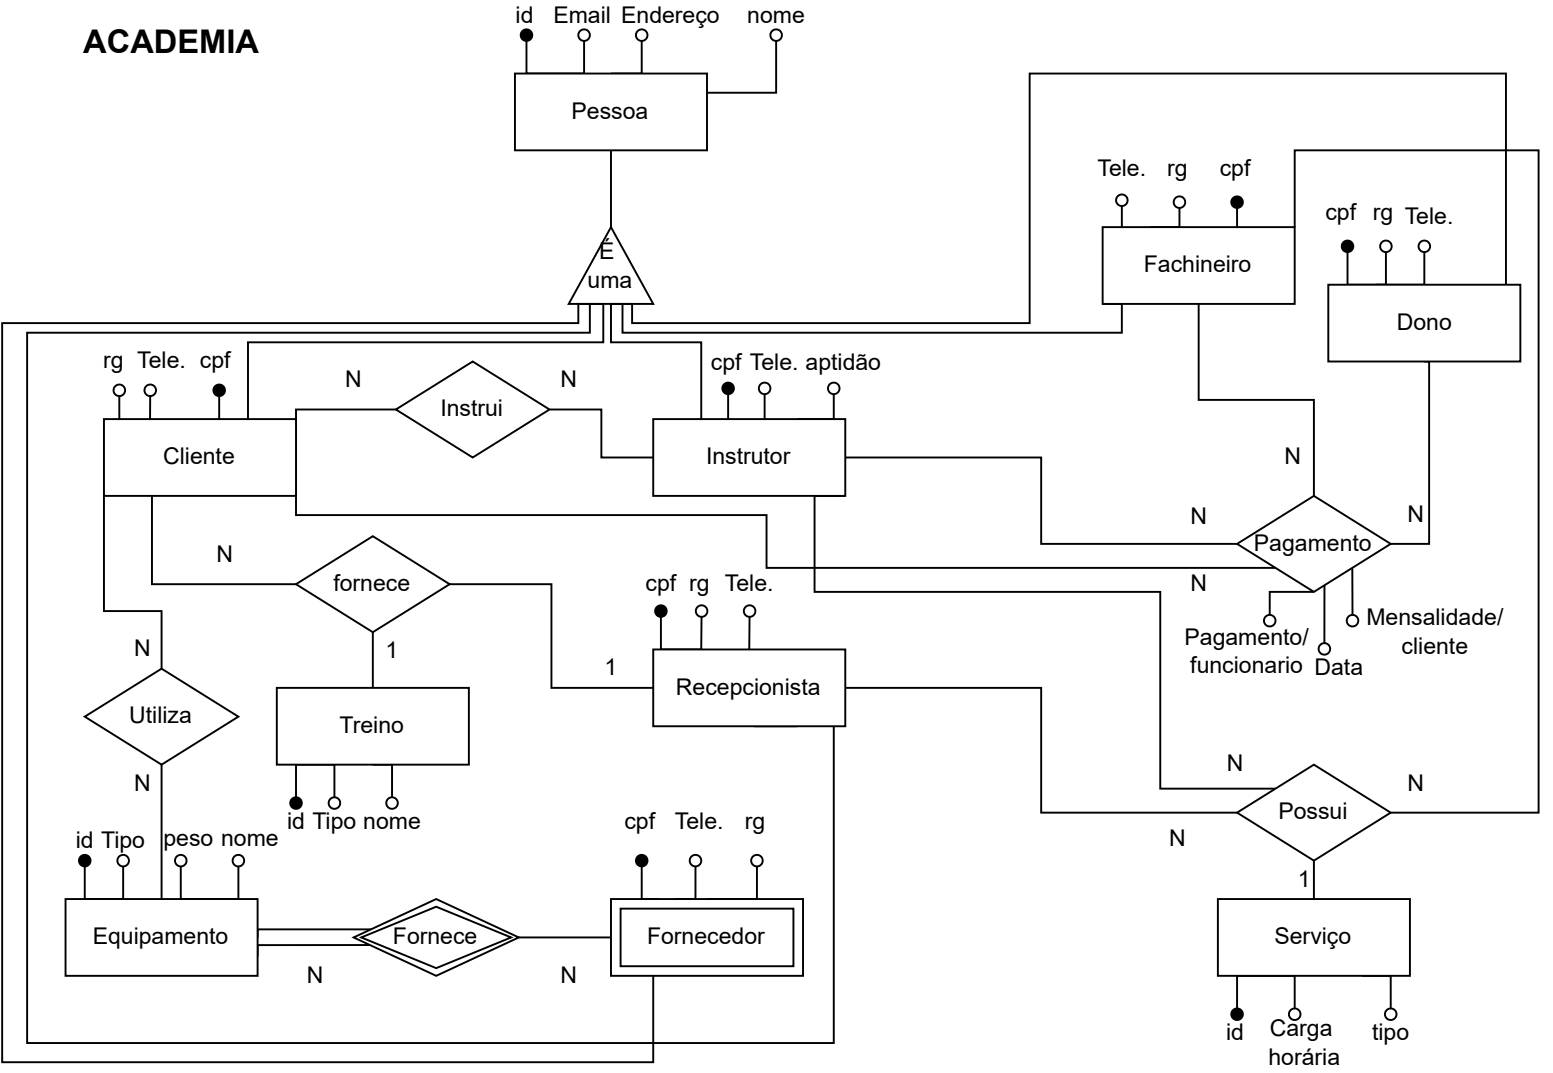 id Email Endereço nome
ACADEMIA
Pessoa
Tele. rg cpf
cpf rg Tele.
É
uma
Fachineiro
Dono
rg Tele. cpf
N
N
cpf Tele. aptidão
Instrui
Cliente
Instrutor
N
N
N
Pagamento
N
fornece
N
cpf rg Tele.
Pagamento/
funcionario
Data
Mensalidade/
cliente
N
1
1
Recepcionista
Utiliza
Treino
N
N
N
Possui
N
id Tipo nome
cpf Tele. rg
id Tipo peso nome
1
Equipamento
Fornece
Fornecedor
Serviço
N
N
id
Carga
horária
tipo